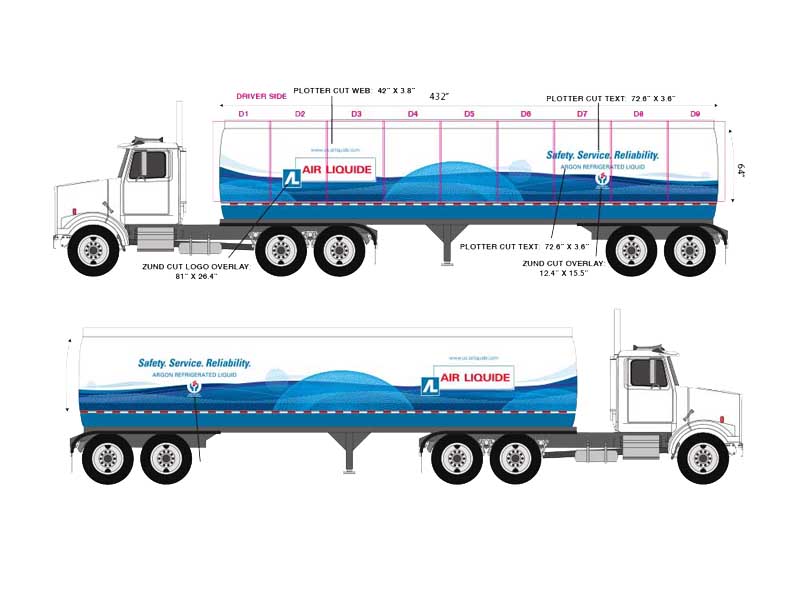 DRIVER SIDE
PLOTTER CUT WEB: 42" X 3.8"
432"
PLOTTER CUT TEXT: 72.6" X 3.6"
D1 D2 D3 D4 D5 D6 D7 D8 D9
www.us.airliquide.com
AL AIR LIQUIDE
Safety. Service. Reliability.
ARGON REFRIGERATED LIQUID
64"
PLOTTER CUT TEXT: 72.6" X 3.6"
ZUND CUT LOGO OVERLAY:
81" X 26.4"
ZUND CUT OVERLAY:
12.4" X 15.5"
Safety. Service. Reliability.
ARGON REFRIGERATED LIQUID
www.us.airliquide.com
AL AIR LIQUIDE